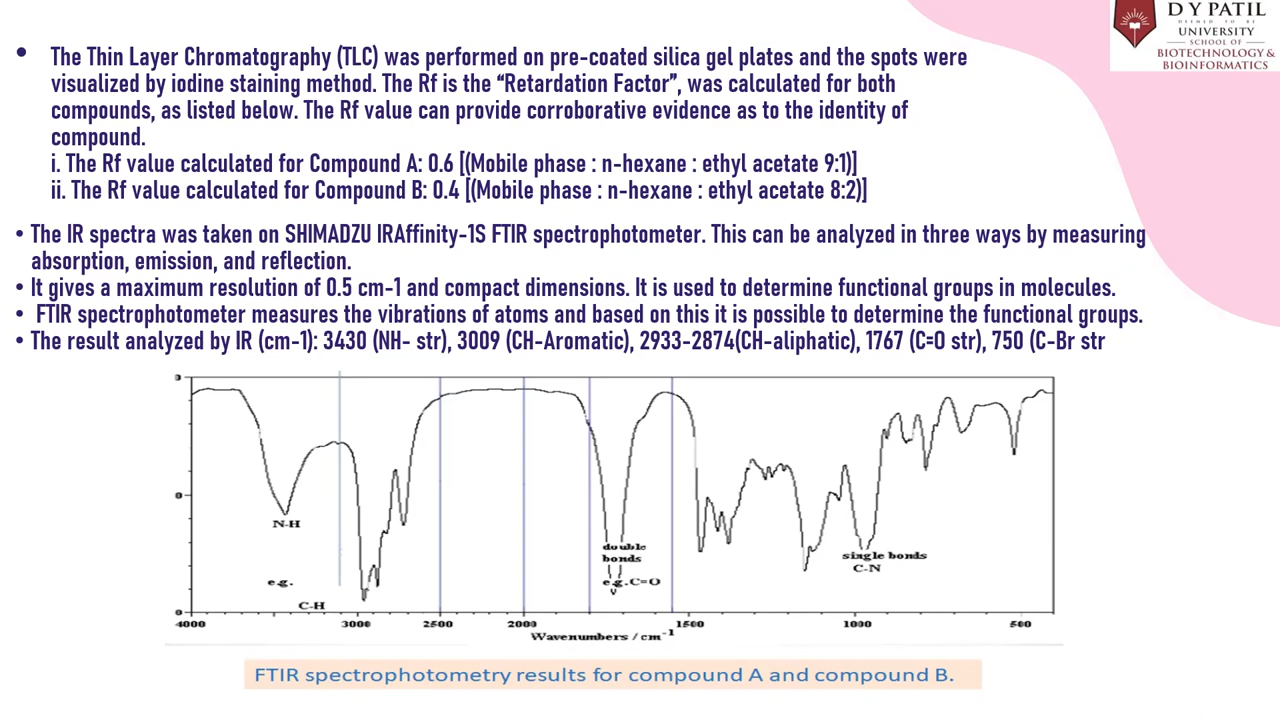 D Y PATIL
DEEMED TO BE
UNIVERSITY
SCHOOL OF
BIOTECHNOLOGY &
BIOINFORMATICS
• The Thin Layer Chromatography (TLC) was performed on pre-coated silica gel plates and the spots were
visualized by iodine staining method. The Rf is the “Retardation Factor”, was calculated for both
compounds, as listed below. The Rf value can provide corroborative evidence as to the identity of
compound.
i. The Rf value calculated for Compound A: 0.6 [(Mobile phase : n-hexane : ethyl acetate 9:1)]
ii. The Rf value calculated for Compound B: 0.4 [(Mobile phase : n-hexane : ethyl acetate 8:2)]
• The IR spectra was taken on SHIMADZU IRAffinity-1S FTIR spectrophotometer. This can be analyzed in three ways by measuring
absorption, emission, and reflection.
• It gives a maximum resolution of 0.5 cm-1 and compact dimensions. It is used to determine functional groups in molecules.
• FTIR spectrophotometer measures the vibrations of atoms and based on this it is possible to determine the functional groups.
• The result analyzed by IR (cm-1): 3430 (NH- str), 3009 (CH-Aromatic), 2933-2874(CH-aliphatic), 1767 (C=O str), 750 (C-Br str
0
0
N-H
double
bonds
single bonds
C-N
e.g.
e.g. C=O
C-H
0
4000 3000 2500 2000 1500 1000 500
Wavenumbers / cm-1
FTIR spectrophotometry results for compound A and compound B.